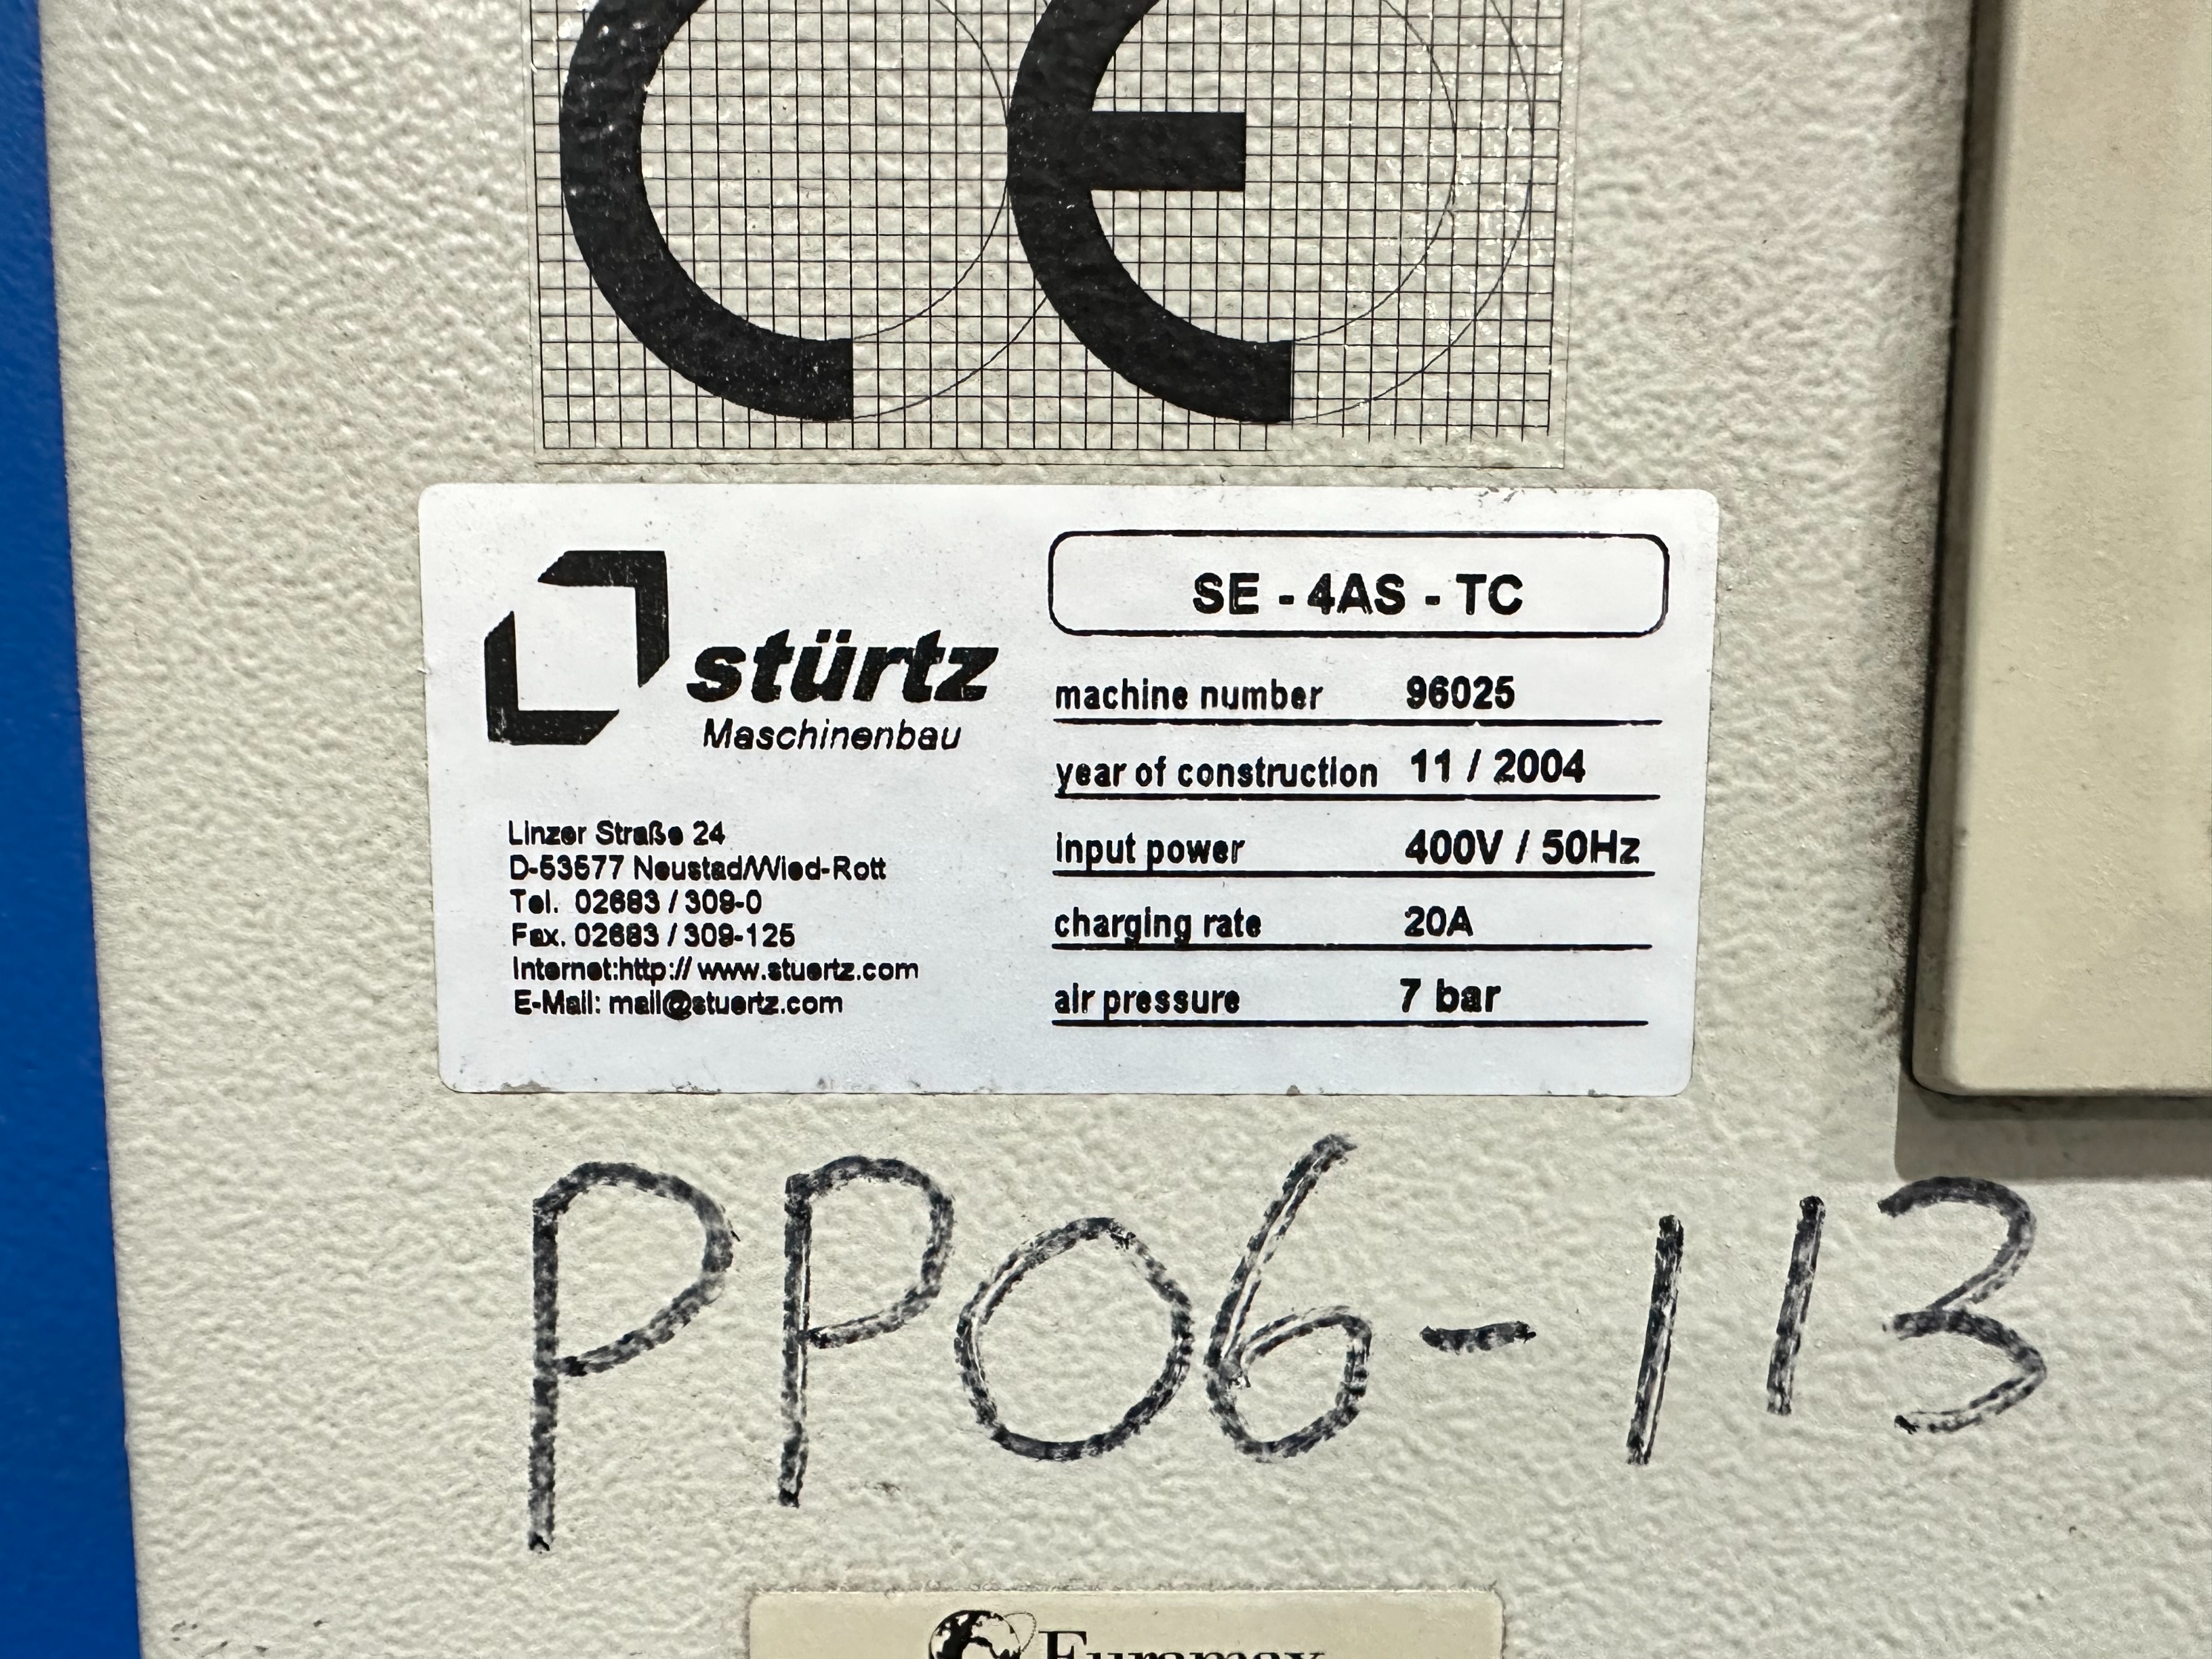 CE
SE - 4AS - TC
stürtz
Maschinenbau
machine number 96025
year of construction 11 / 2004
input power 400V / 50Hz
charging rate 20A
air pressure 7 bar
Linzer Straße 24
D-53577 Neustad/Wied-Rott
Tel. 02683 / 309-0
Fax. 02683 / 309-125
Internet:http:// www.stuertz.com
E-Mail: mail@stuertz.com
PP06-113
Euramax